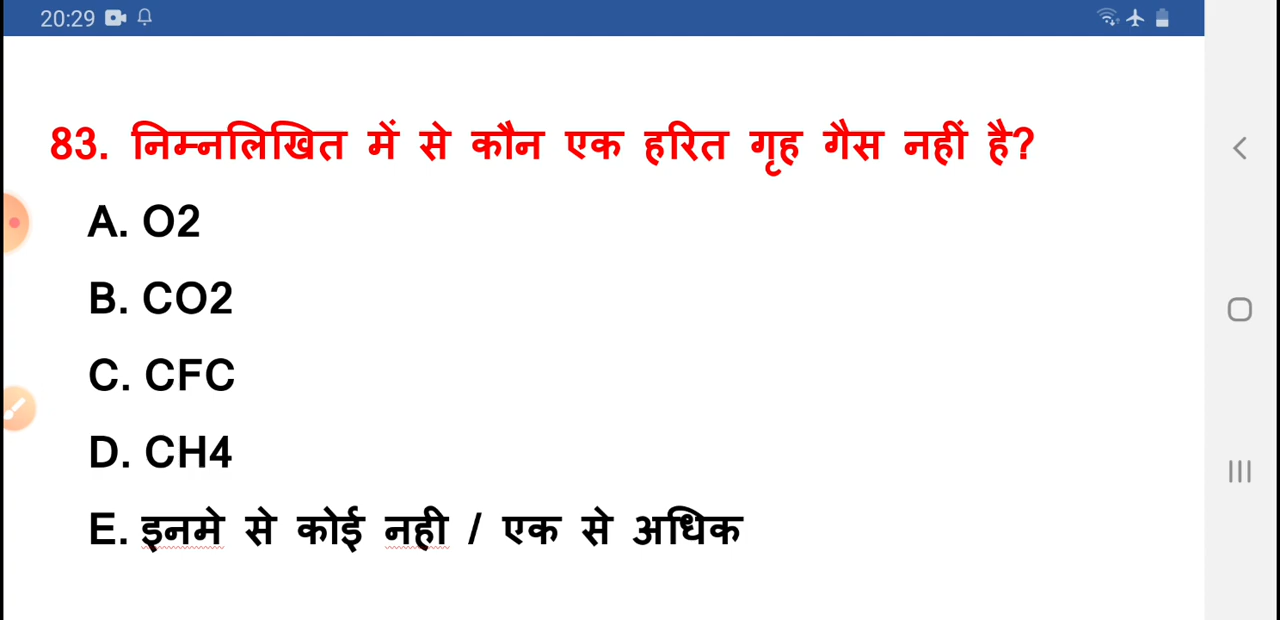 20:29
83. निम्नलिखित में से कौन एक हरित गृह गैस नहीं है?
A. O2
B. CO2
C. CFC
D. CH4
E. इनमे से कोई नही / एक से अधिक